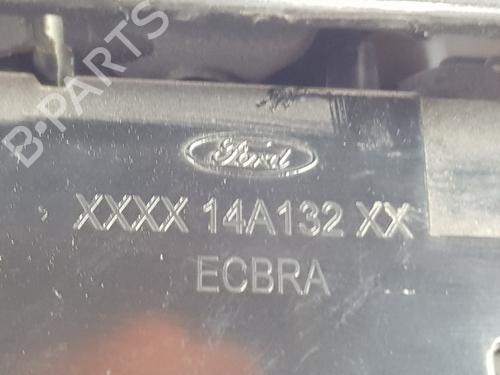 B-PARTS
Ford
XXXX 14A132 XX
ECBRA